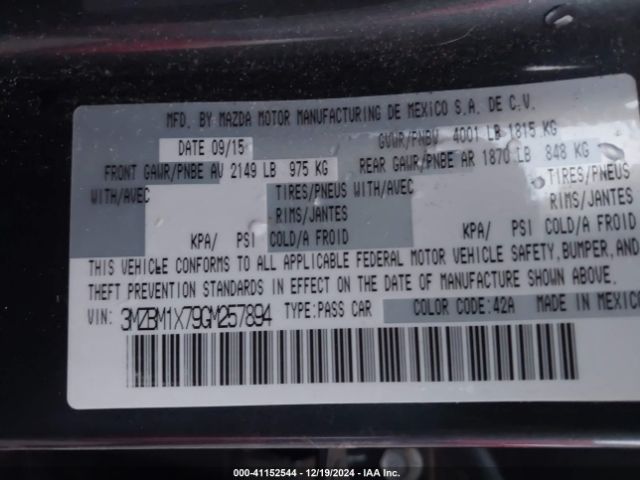 MFD. BY MAZDA MOTOR MANUFACTURING DE MEXICO S.A. DE C.V.
DATE 09/15 GVWR/PNBV 4001 LB 1815 KG
FRONT GAWR/PNBE AV 2149 LB 975 KG REAR GAWR/PNBE AR 1870 LB 848 KG
WITH/AVEC TIRES/PNEUS WITH/AVEC TIRES/PNEUS
RIMS/JANTES RIMS/JANTES
KPA/ PSI COLD/A FROID KPA/ PSI COLD/A FROID
THIS VEHICLE CONFORMS TO ALL APPLICABLE FEDERAL MOTOR VEHICLE SAFETY, BUMPER, AND
THEFT PREVENTION STANDARDS IN EFFECT ON THE DATE OF MANUFACTURE SHOWN ABOVE.
VIN: 3MZBM1X79GM257894 TYPE:PASS CAR COLOR CODE:42A MADE IN MEXICO
000-41152544 - 12/19/2024 - IAA Inc.